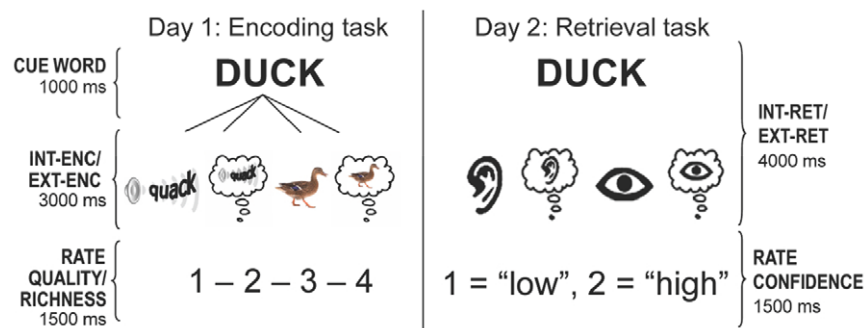 Day 1: Encoding task
CUE WORD
1000 ms
DUCK
INT-ENC/
EXT-ENC
3000 ms
quack
quack
RATE
QUALITY/
RICHNESS
1500 ms
1 – 2 – 3 – 4
Day 2: Retrieval task
DUCK
INT-RET/
EXT-RET
4000 ms
1 = “low”, 2 = “high”
RATE
CONFIDENCE
1500 ms